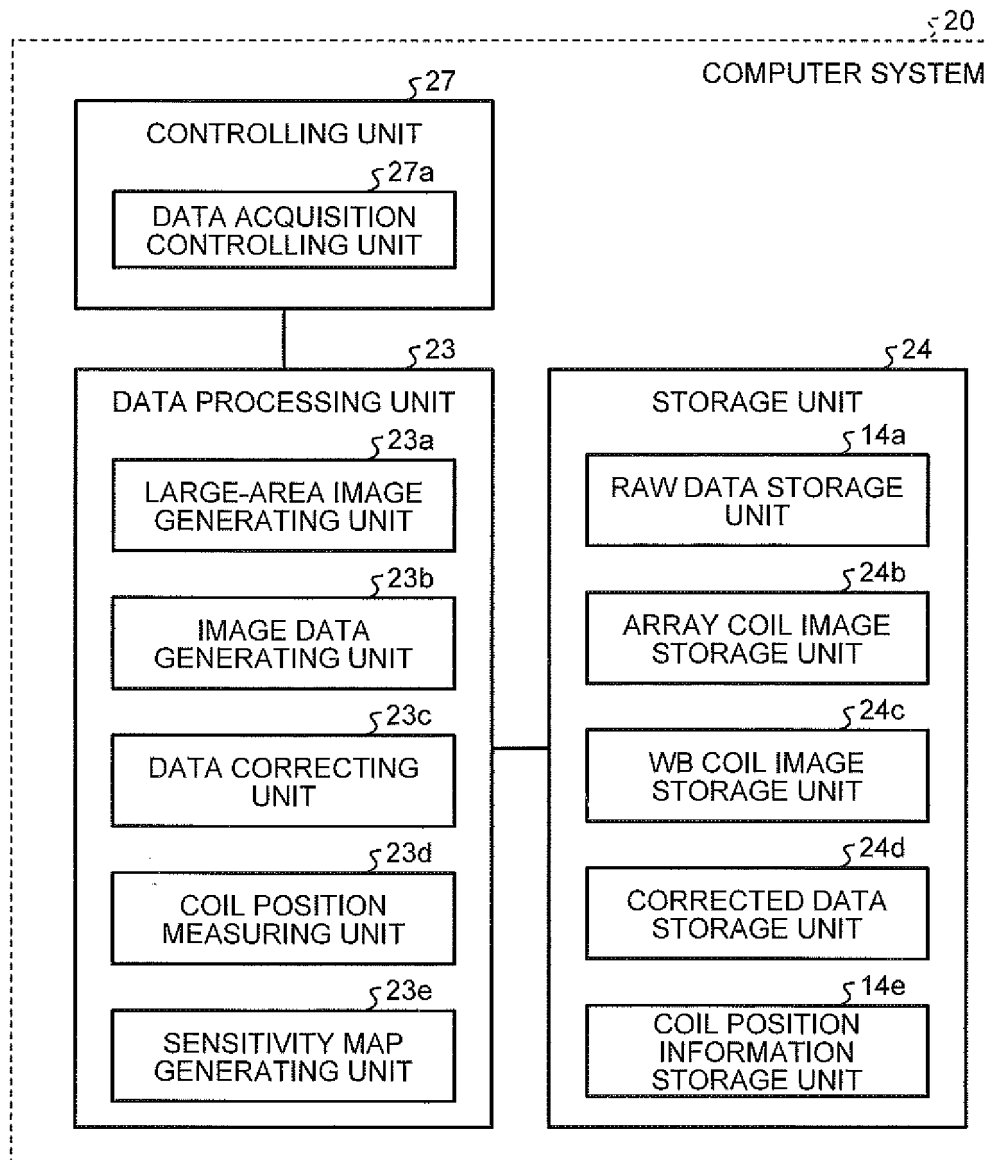 20
COMPUTER SYSTEM
27
CONTROLLING UNIT
27a
DATA ACQUISITION
CONTROLLING UNIT
23
DATA PROCESSING UNIT
23a
LARGE-AREA IMAGE
GENERATING UNIT
23b
IMAGE DATA
GENERATING UNIT
23c
DATA CORRECTING
UNIT
23d
COIL POSITION
MEASURING UNIT
23e
SENSITIVITY MAP
GENERATING UNIT
24
STORAGE UNIT
14a
RAW DATA STORAGE
UNIT
24b
ARRAY COIL IMAGE
STORAGE UNIT
24c
WB COIL IMAGE
STORAGE UNIT
24d
CORRECTED DATA
STORAGE UNIT
14e
COIL POSITION
INFORMATION
STORAGE UNIT